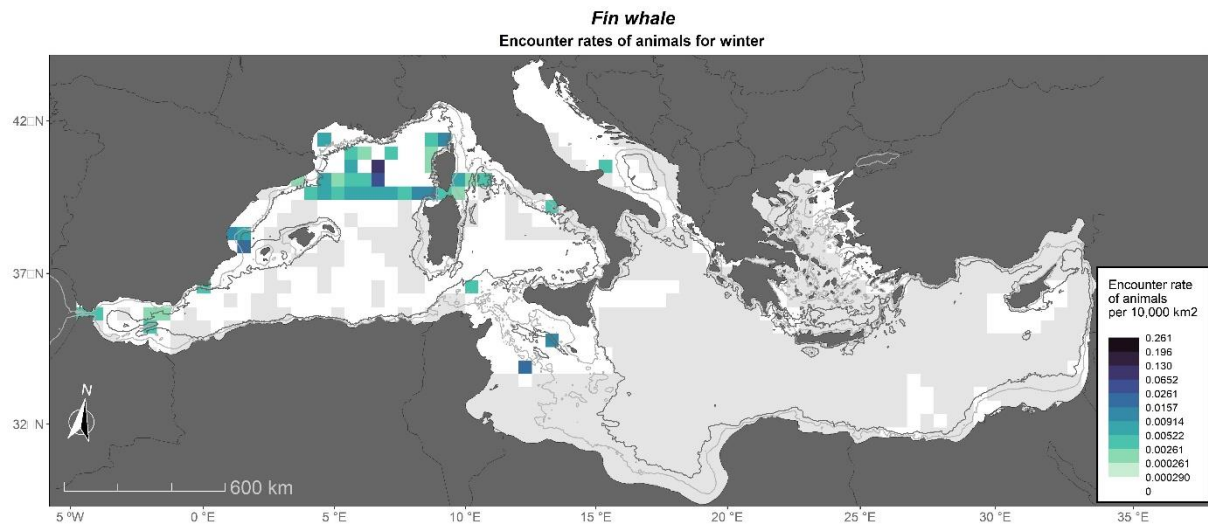 Fin whale
Encounter rates of animals for winter
42□N
37□N
32□N
N
600 km
Encounter rate
of animals
per 10,000 km2
0.261
0.196
0.130
0.0652
0.0261
0.0157
0.00914
0.00522
0.00261
0.000261
0.000290
0
5 °W
0 °E
5 °E
10 °E
15 °E
20 °E
25 °E
30 °E
35 °E